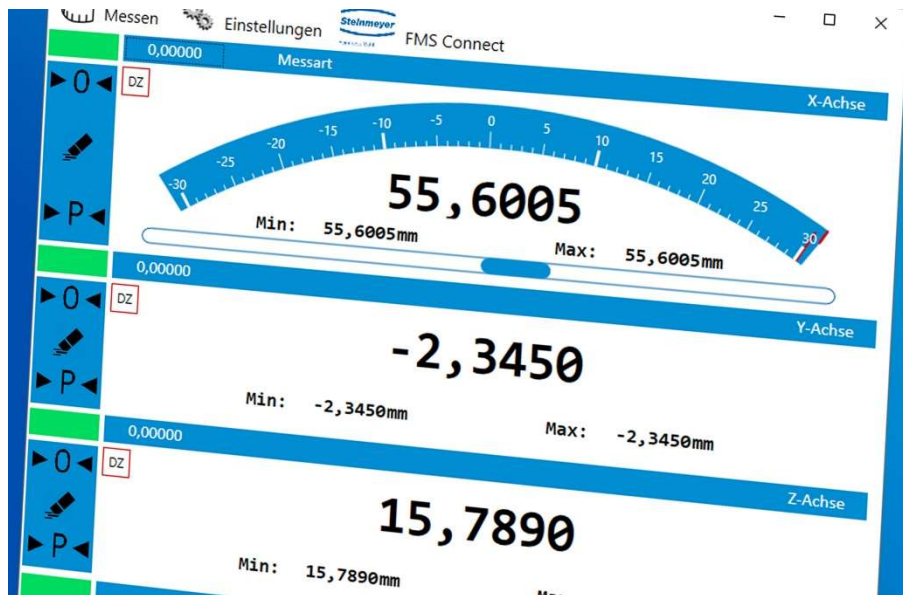 Messen Einstellungen Steinmeyer FMS Connect
0,00000 Messart X-Achse
0 DZ
-30 -25 -20 -15 -10 -5 0 5 10 15 20 25 30
55,6005
P
Min: 55,6005mm Max: 55,6005mm
0,00000 Y-Achse
0 DZ
-2,3450
P
Min: -2,3450mm Max: -2,3450mm
0,00000 Z-Achse
0 DZ
15,7890
P
Min: 15,7890mm